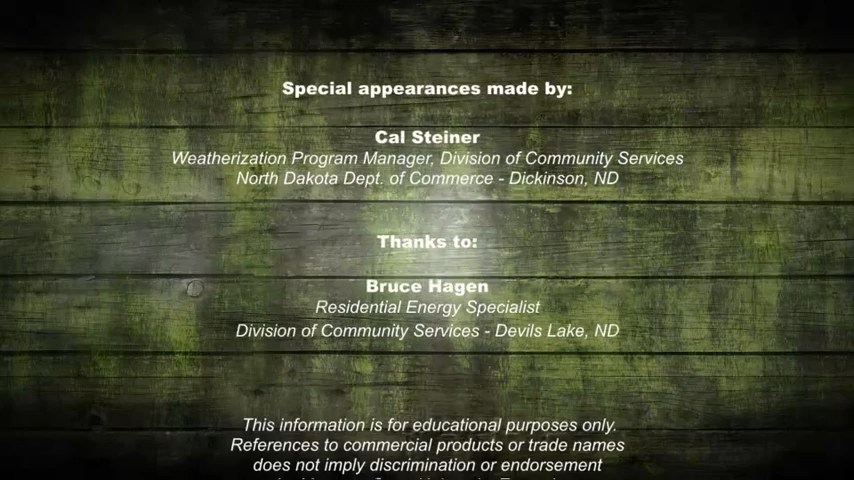 Special appearances made by:
Cal Steiner
Weatherization Program Manager, Division of Community Services
North Dakota Dept. of Commerce - Dickinson, ND
Thanks to:
Bruce Hagen
Residential Energy Specialist
Division of Community Services - Devils Lake, ND
This information is for educational purposes only.
References to commercial products or trade names
does not imply discrimination or endorsement